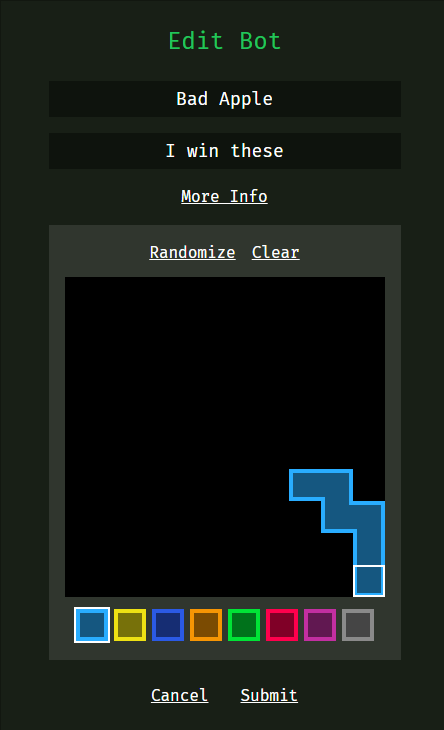 Edit Bot
Bad Apple
I win these
More Info
Randomize Clear
Cancel Submit